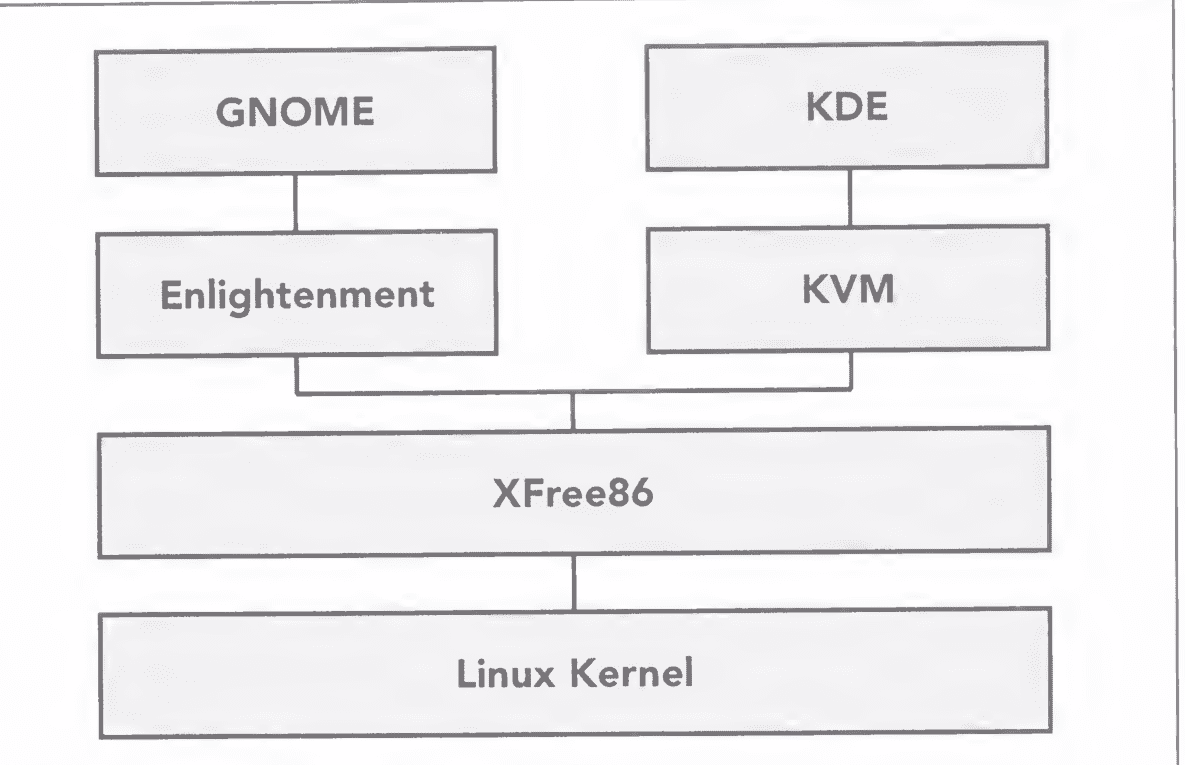 GNOME
KDE
Enlightenment
KVM
XFree86
Linux Kernel